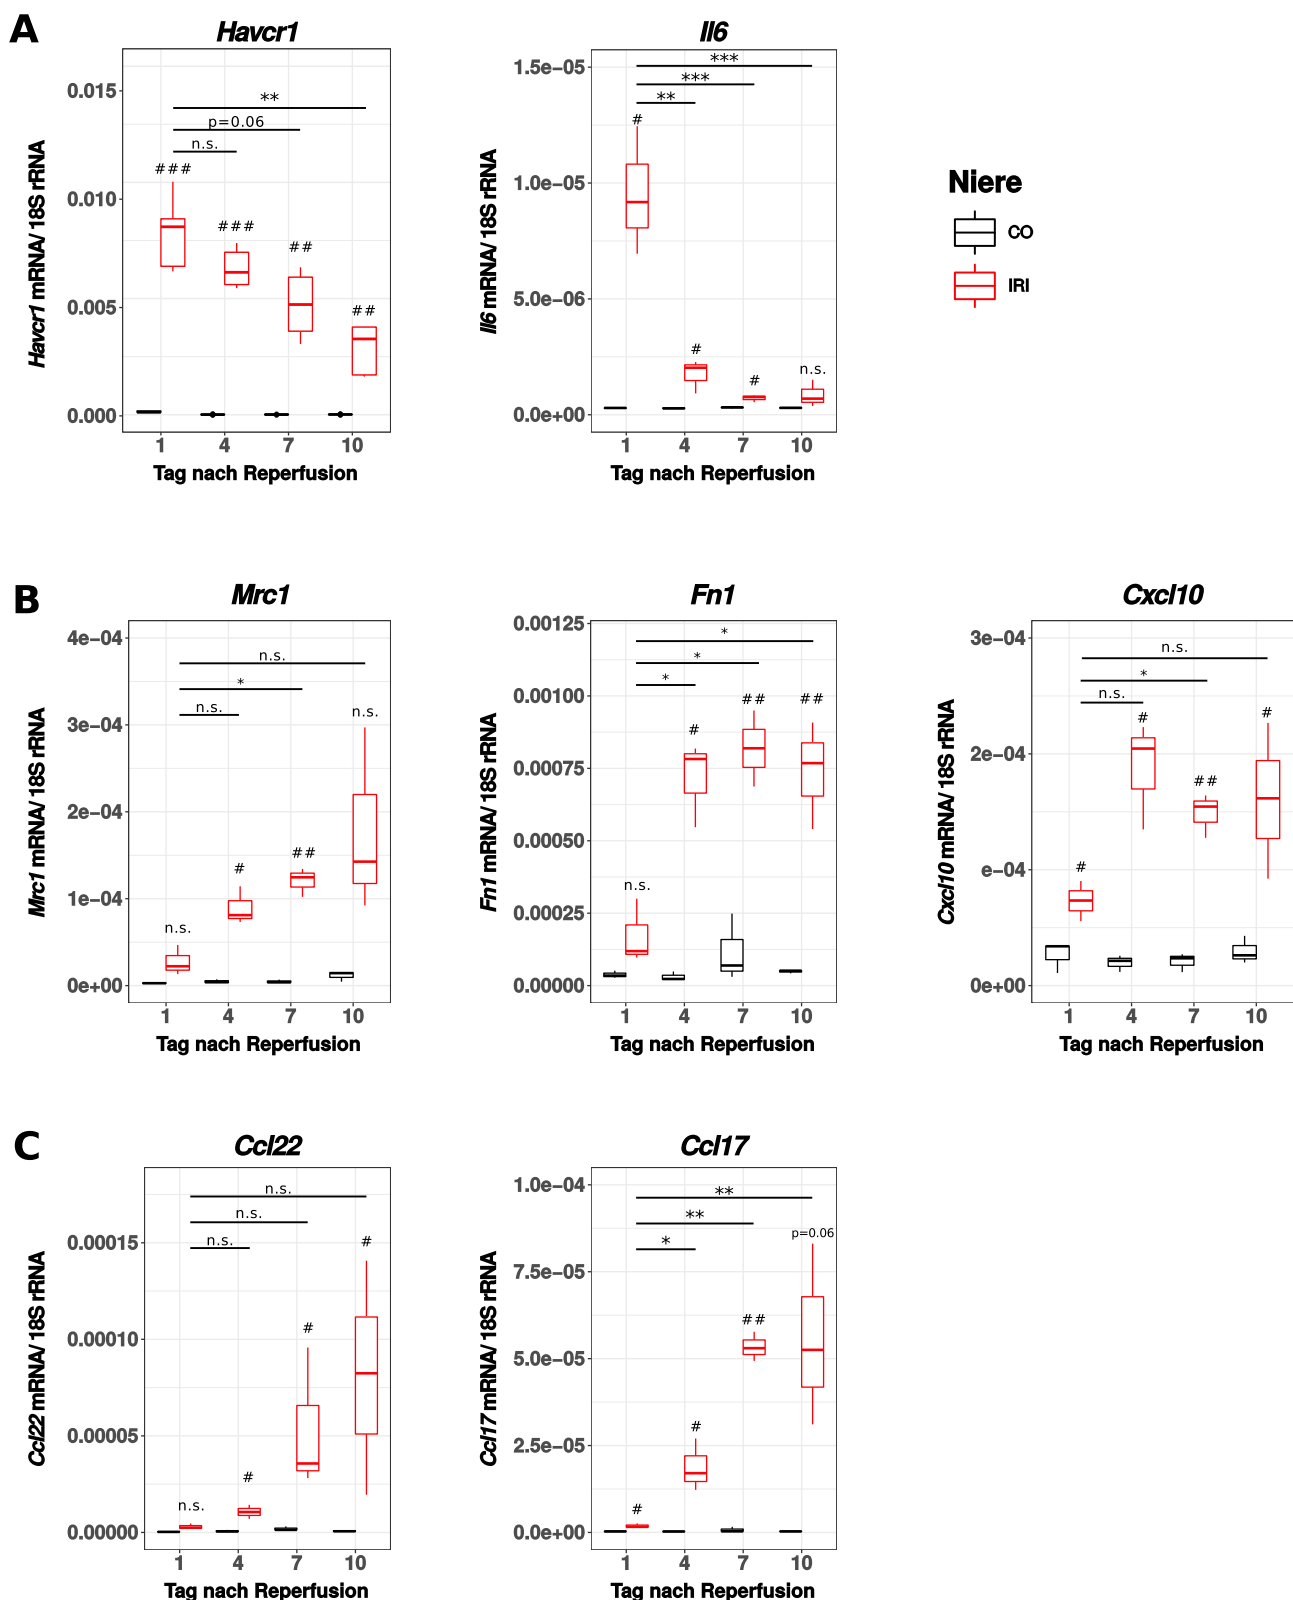 A
Havcr1
Havcr1 mRNA/ 18S rRNA
0.015
0.010
0.005
0.000
**
p=0.06
n.s.
###
###
##
##
1 4 7 10
Tag nach Reperfusion
Il6
Il6 mRNA/ 18S rRNA
1.5e−05
1.0e−05
5.0e−06
0.0e+00
***
***
**
#
#
#
n.s.
1 4 7 10
Tag nach Reperfusion
Niere
CO
IRI
B
Mrc1
Mrc1 mRNA/ 18S rRNA
4e−04
3e−04
2e−04
1e−04
0e+00
n.s.
*
n.s.
n.s.
#
##
n.s.
1 4 7 10
Tag nach Reperfusion
Fn1
Fn1 mRNA/ 18S rRNA
0.00125
0.00100
0.00075
0.00050
0.00025
0.00000
*
*
*
n.s.
#
##
##
1 4 7 10
Tag nach Reperfusion
Cxcl10
Cxcl10 mRNA/ 18S rRNA
3e−04
2e−04
e−04
0e+00
n.s.
*
n.s.
#
#
##
#
1 4 7 10
Tag nach Reperfusion
C
Ccl22
Ccl22 mRNA/ 18S rRNA
0.00015
0.00010
0.00005
0.00000
n.s.
n.s.
n.s.
n.s.
#
#
#
1 4 7 10
Tag nach Reperfusion
Ccl17
Ccl17 mRNA/ 18S rRNA
1.0e−04
7.5e−05
5.0e−05
2.5e−05
0.0e+00
**
**
*
#
#
##
p=0.06
1 4 7 10
Tag nach Reperfusion